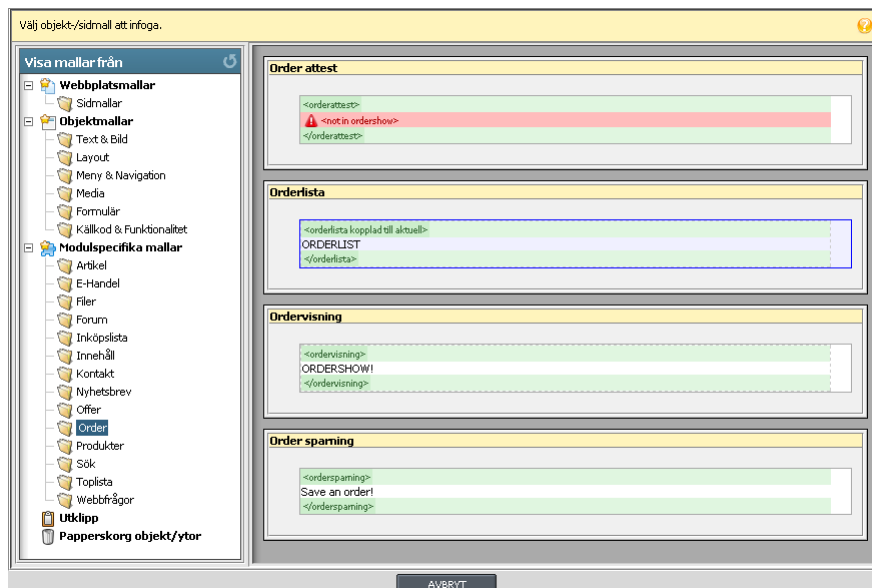 Välj objekt-/sidmall att infoga.
Visa mallar från
Webbplatsmallar
Sidmallar
Objektmallar
Text & Bild
Layout
Meny & Navigation
Media
Formulär
Källkod & Funktionalitet
Modulspecifika mallar
Artikel
E-Handel
Filer
Forum
Inköpslista
Innehåll
Kontakt
Nyhetsbrev
Offer
Order
Produkter
Sök
Toplista
Webbfrågor
Utklipp
Papperskorg objekt/ytor
Order attest
<orderattest>
<not in ordershow>
</orderattest>
Orderlista
<orderlista kopplad till aktuell>
ORDERLIST
</orderlista>
Ordervisning
<ordervisning>
ORDERSHOW!
</ordervisning>
Order sparning
<ordersparning>
Save an order!
</ordersparning>
AVBRYT